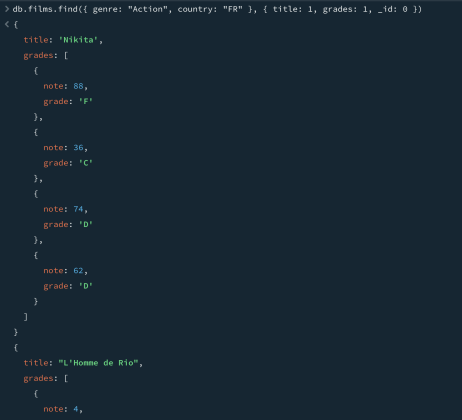 > db.films.find({ genre: "Action", country: "FR" }, { title: 1, grades: 1, _id: 0 })
< {
title: 'Nikita',
grades: [
{
note: 88,
grade: 'F'
},
{
note: 36,
grade: 'C'
},
{
note: 74,
grade: 'D'
},
{
note: 62,
grade: 'D'
}
]
}
{
title: "L'Homme de Rio",
grades: [
{
note: 4,